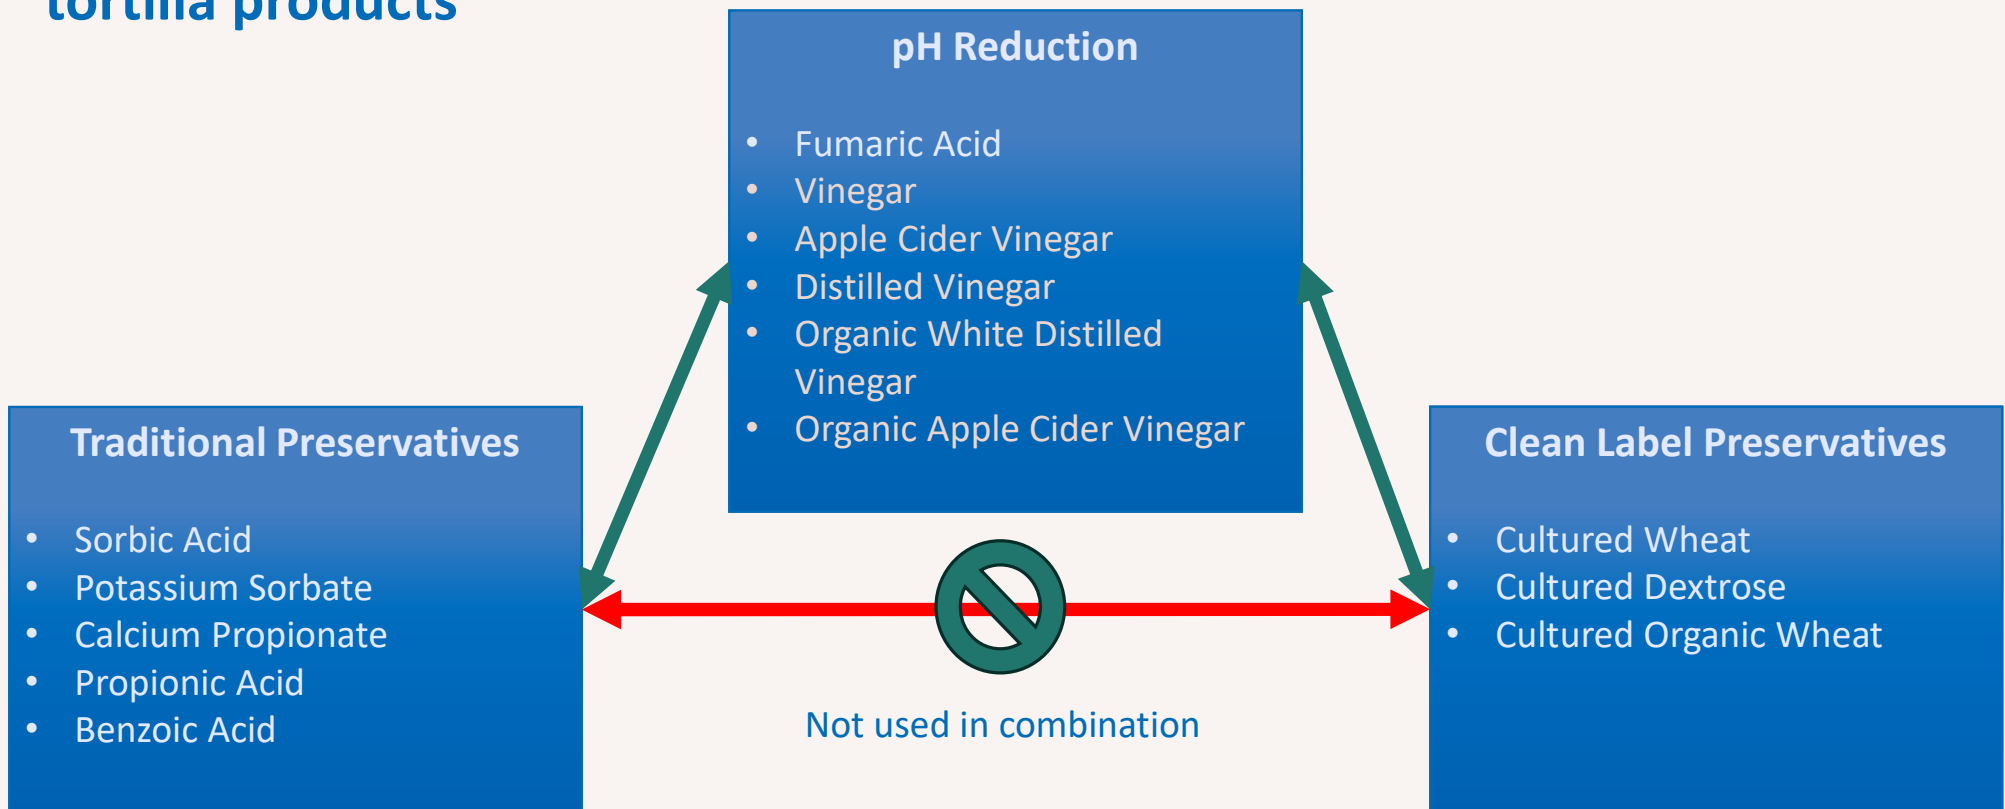 tortilla products
pH Reduction
• Fumaric Acid
• Vinegar
• Apple Cider Vinegar
• Distilled Vinegar
• Organic White Distilled
Vinegar
• Organic Apple Cider Vinegar
Traditional Preservatives
• Sorbic Acid
• Potassium Sorbate
• Calcium Propionate
• Propionic Acid
• Benzoic Acid
Clean Label Preservatives
• Cultured Wheat
• Cultured Dextrose
• Cultured Organic Wheat
Not used in combination